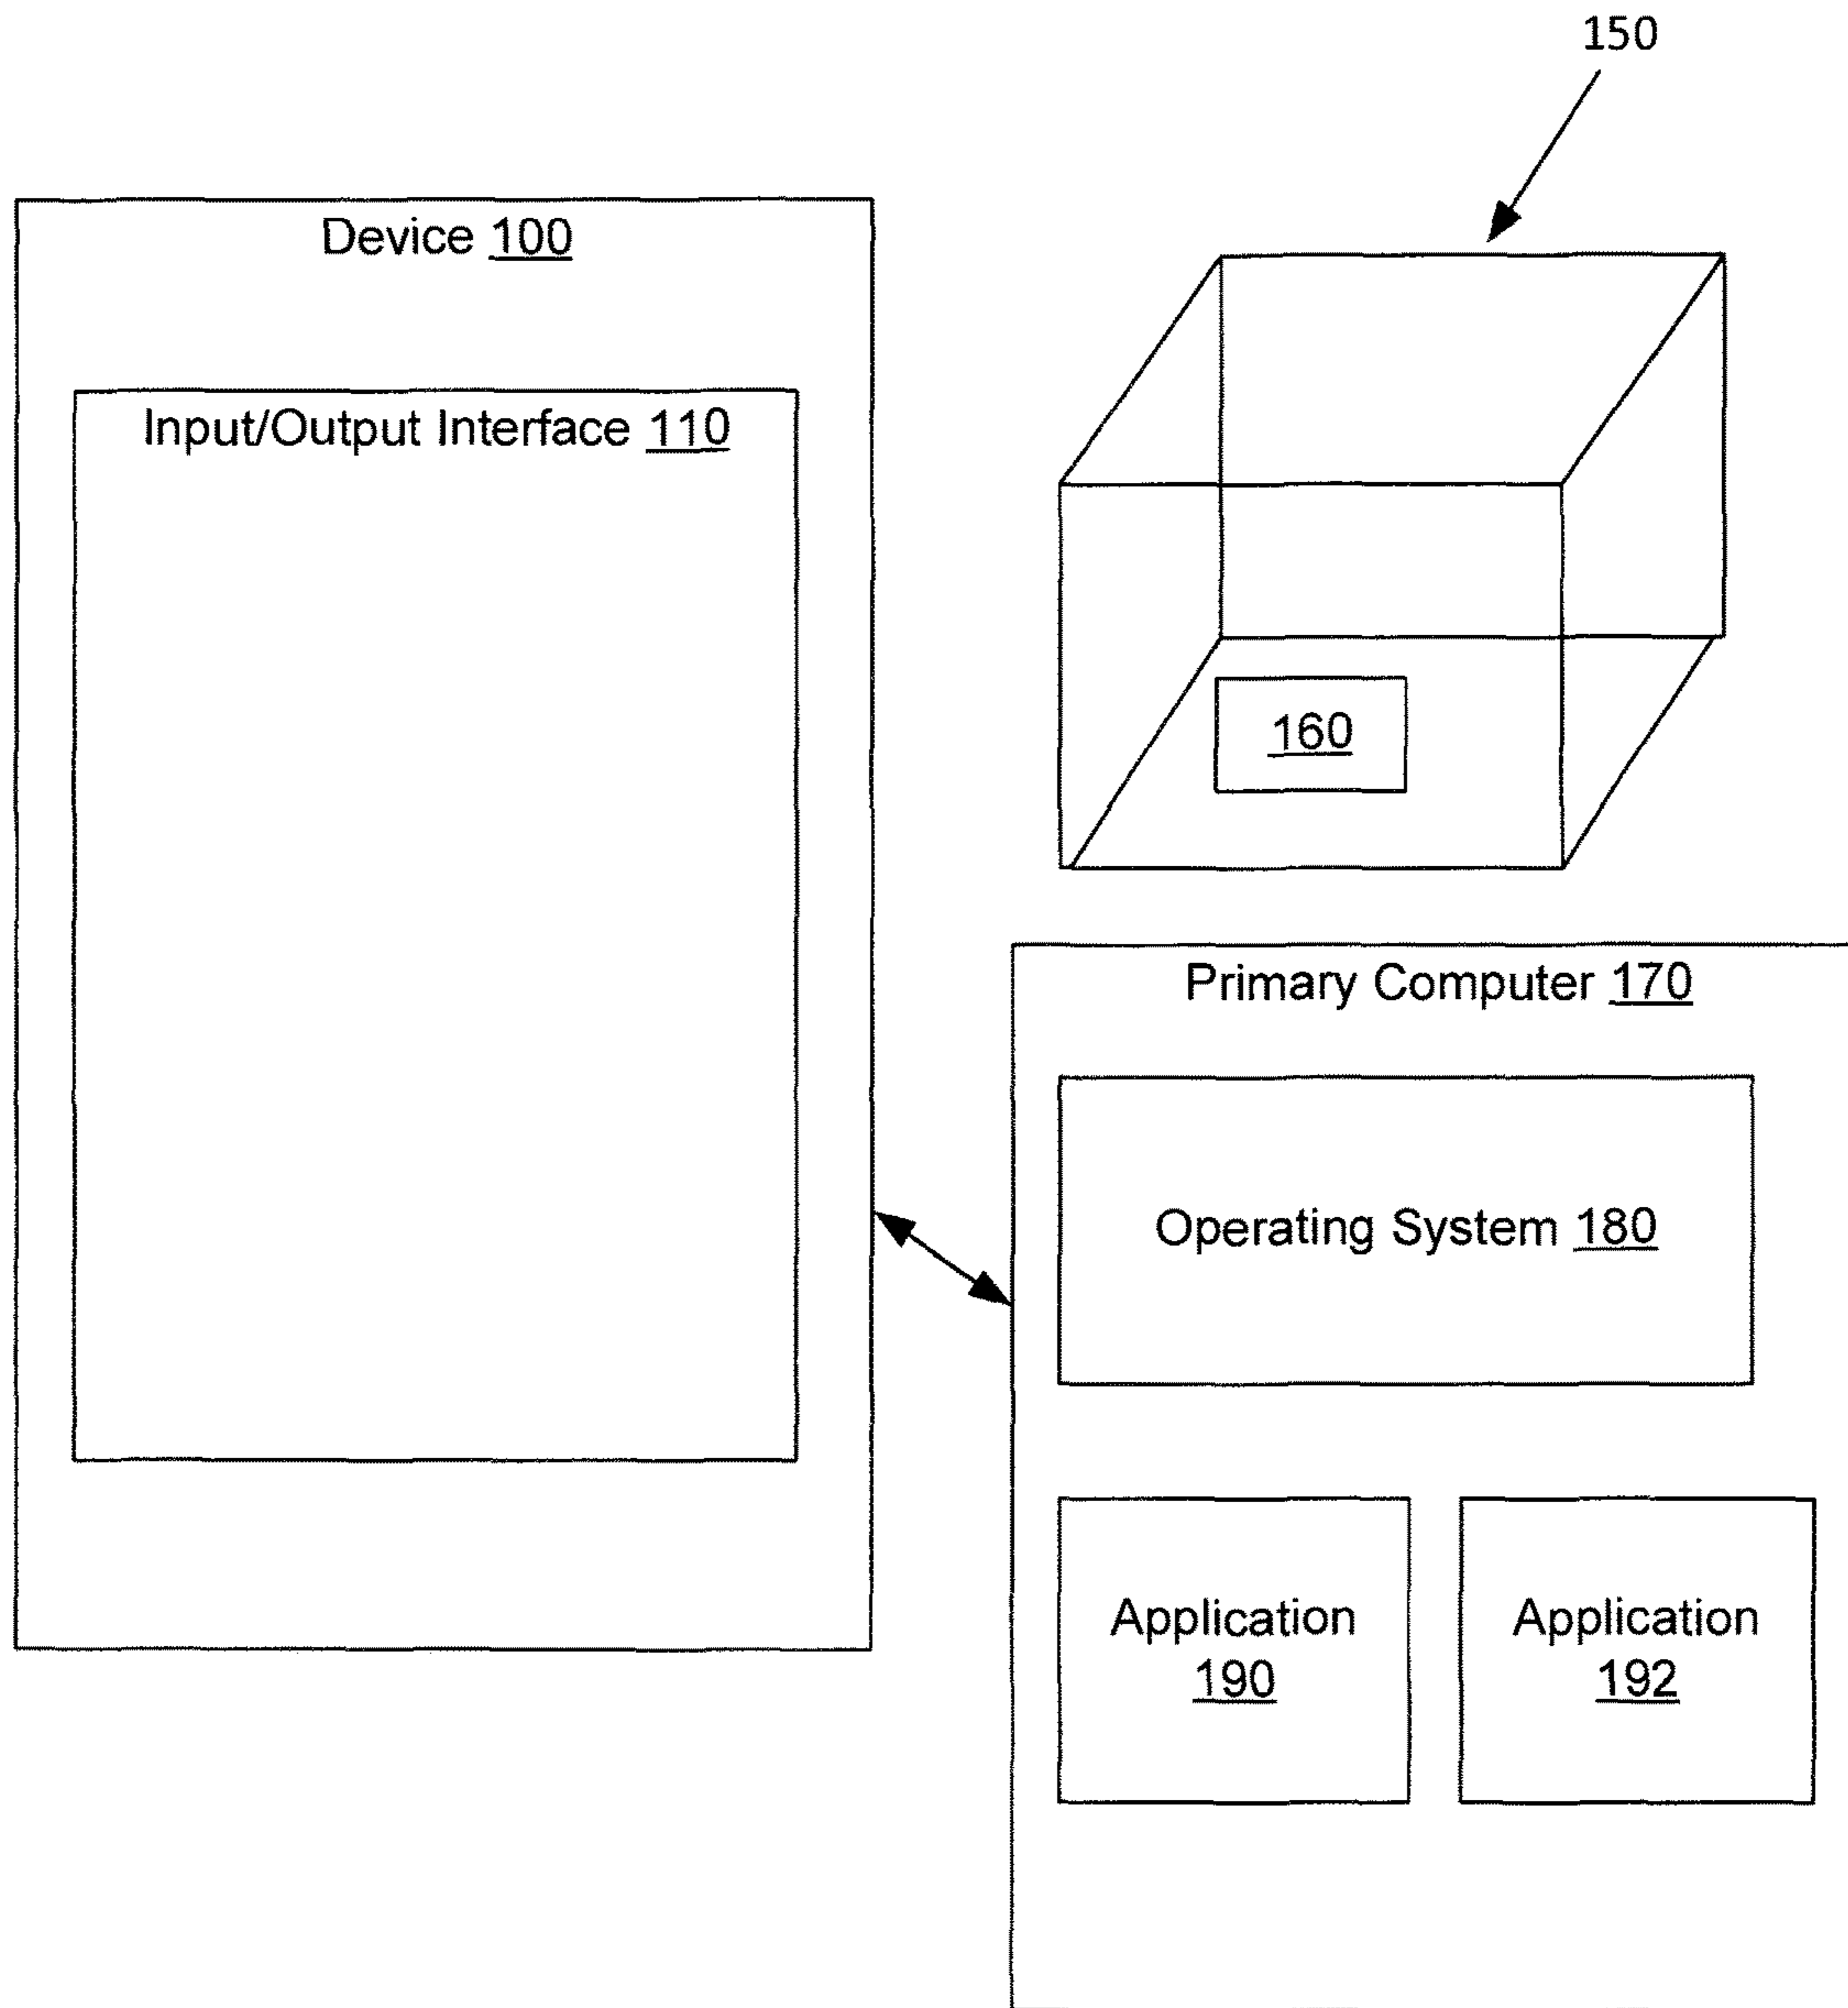 150
Device 100
Input/Output Interface 110
160
Primary Computer 170
Operating System 180
Application
190
Application
192